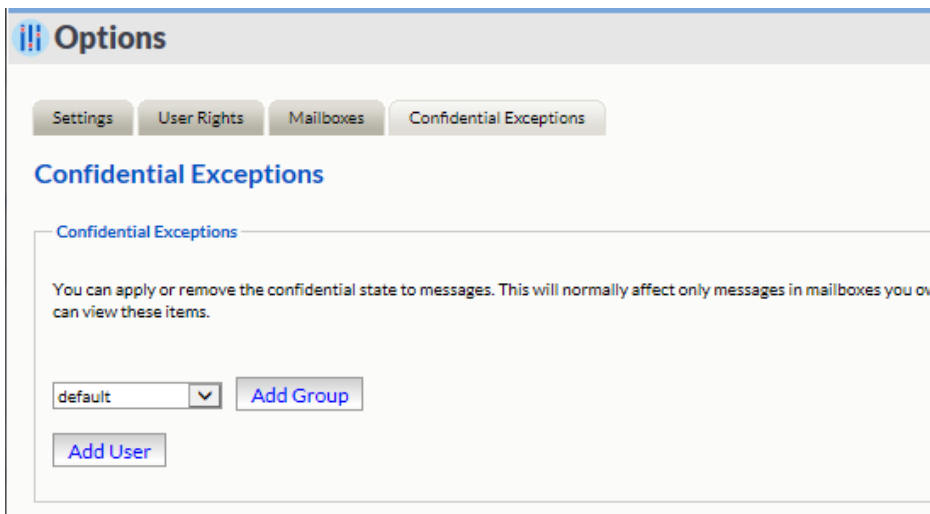 Options
Settings User Rights Mailboxes Confidential Exceptions
Confidential Exceptions
Confidential Exceptions
You can apply or remove the confidential state to messages. This will normally affect only messages in mailboxes you
can view these items.
default Add Group
Add User